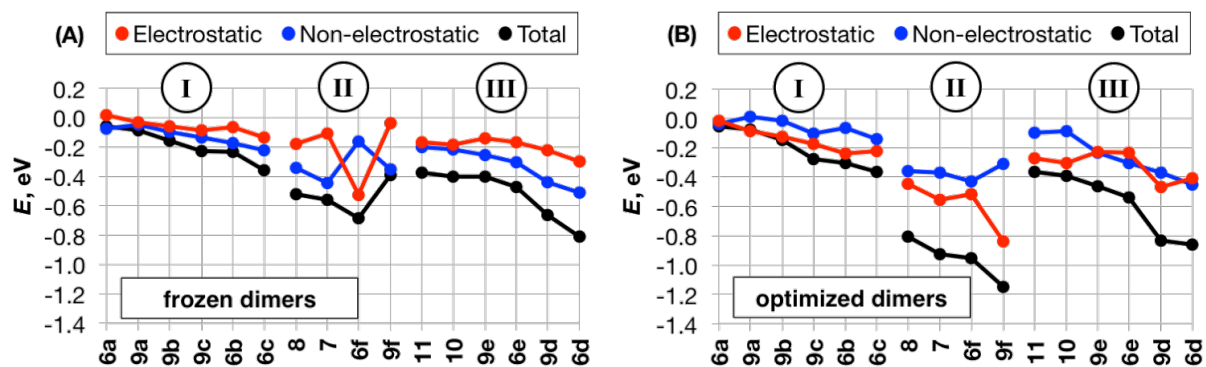 (A) Electrostatic Non-electrostatic Total
I II III
0.2
0.0
-0.2
-0.4
-0.6
-0.8
-1.0
-1.2
-1.4
E, eV
frozen dimers
6a 9a 9b 9c 6b 6c 8 7 6f 9f 11 10 9e 6e 9d 6d
(B) Electrostatic Non-electrostatic Total
I II III
0.2
0.0
-0.2
-0.4
-0.6
-0.8
-1.0
-1.2
-1.4
E, eV
optimized dimers
6a 9a 9b 9c 6b 6c 8 7 6f 9f 11 10 9e 6e 9d 6d